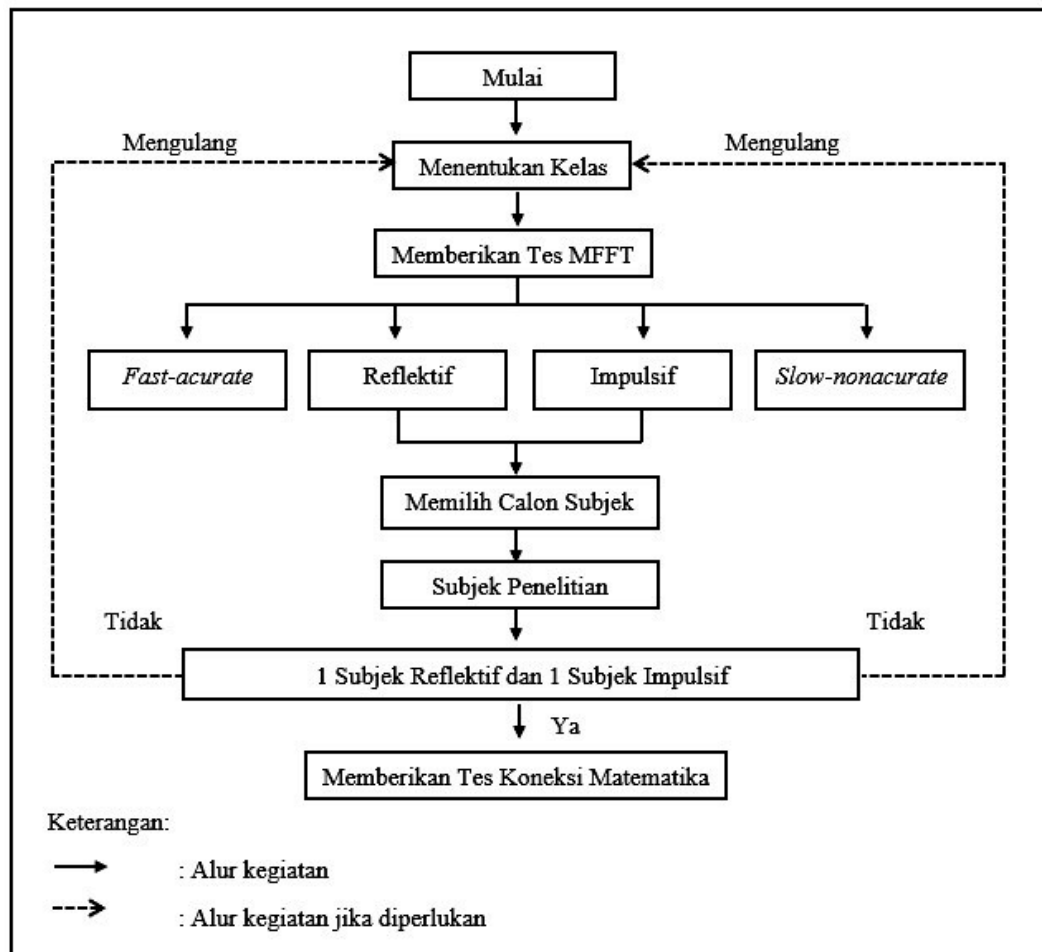 Mulai
Mengulang
Mengulang
Menentukan Kelas
Memberikan Tes MFFT
Fast-acurate
Reflektif
Impulsif
Slow-nonacurate
Memilih Calon Subjek
Subjek Penelitian
Tidak
Tidak
1 Subjek Reflektif dan 1 Subjek Impulsif
Ya
Memberikan Tes Koneksi Matematika
Keterangan:
: Alur kegiatan
: Alur kegiatan jika diperlukan